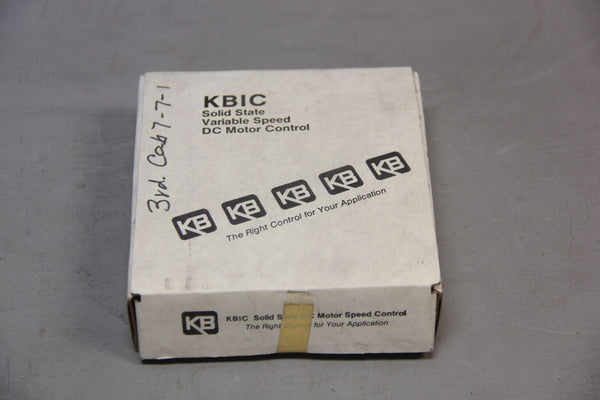 KBIC
Solid State
Variable Speed
DC Motor Control
3rd. Cab 7-7-1
KB KB KB KB KB
The Right Control for Your Application
KB
KBIC Solid State DC Motor Speed Control
The Right Control for Your Application